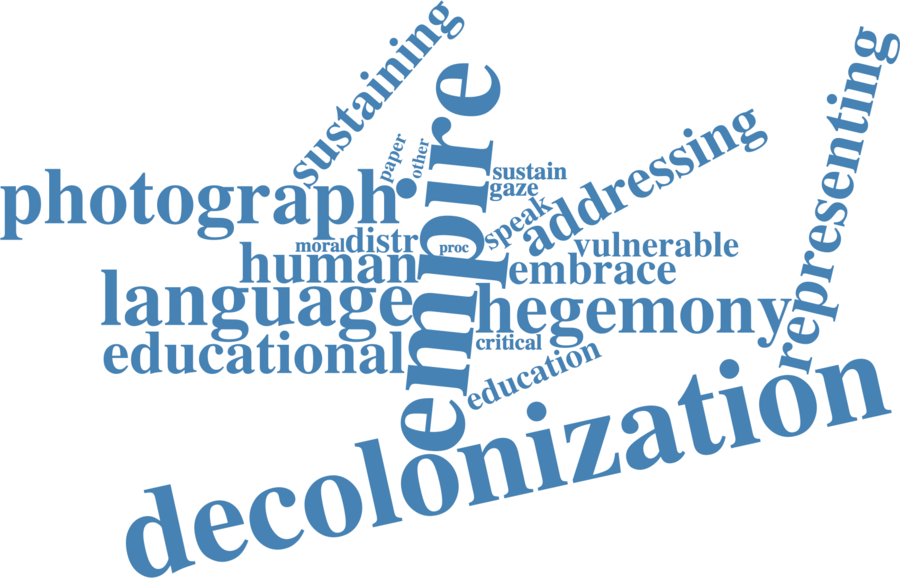 sustaining
representing
empire
paper
other
addressing
photograph
sustain
gaze
speak
moral
distr
proc
vulnerable
human
embrace
language
hegemony
educational
critical
education
decolonization